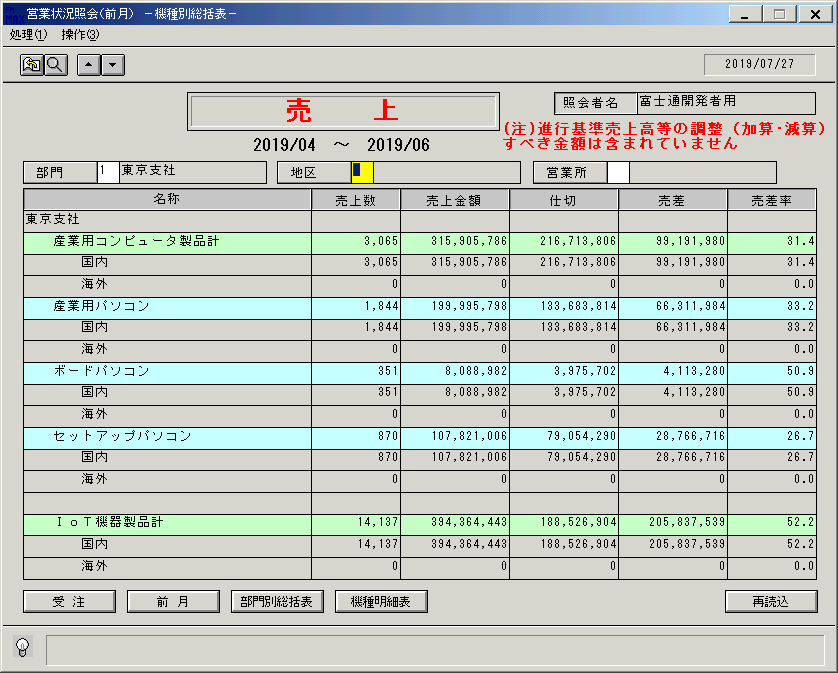 営業状況照会(前月) －機種別総括表－
処理(1) 操作(3)
2019/07/27
売 上
照会者名 富士通開発者用
2019/04 ～ 2019/06
(注)進行基準売上高等の調整（加算・減算）
すべき金額は含まれていません
部門 1 東京支社 地区 営業所
名称 売上数 売上金額 仕切 売差 売差率
東京支社
産業用コンピュータ製品計 3,065 315,905,786 216,713,806 99,191,980 31.4
国内 3,065 315,905,786 216,713,806 99,191,980 31.4
海外 0 0 0 0 0.0
産業用パソコン 1,844 199,995,798 133,683,814 66,311,984 33.2
国内 1,844 199,995,798 133,683,814 66,311,984 33.2
海外 0 0 0 0 0.0
ボードパソコン 351 8,088,982 3,975,702 4,113,280 50.9
国内 351 8,088,982 3,975,702 4,113,280 50.9
海外 0 0 0 0 0.0
セットアップパソコン 870 107,821,006 79,054,290 28,766,716 26.7
国内 870 107,821,006 79,054,290 28,766,716 26.7
海外 0 0 0 0 0.0
ＩｏＴ機器製品計 14,137 394,364,443 188,526,904 205,837,539 52.2
国内 14,137 394,364,443 188,526,904 205,837,539 52.2
海外 0 0 0 0 0.0
受 注 前 月 部門別総括表 機種明細表 再読込